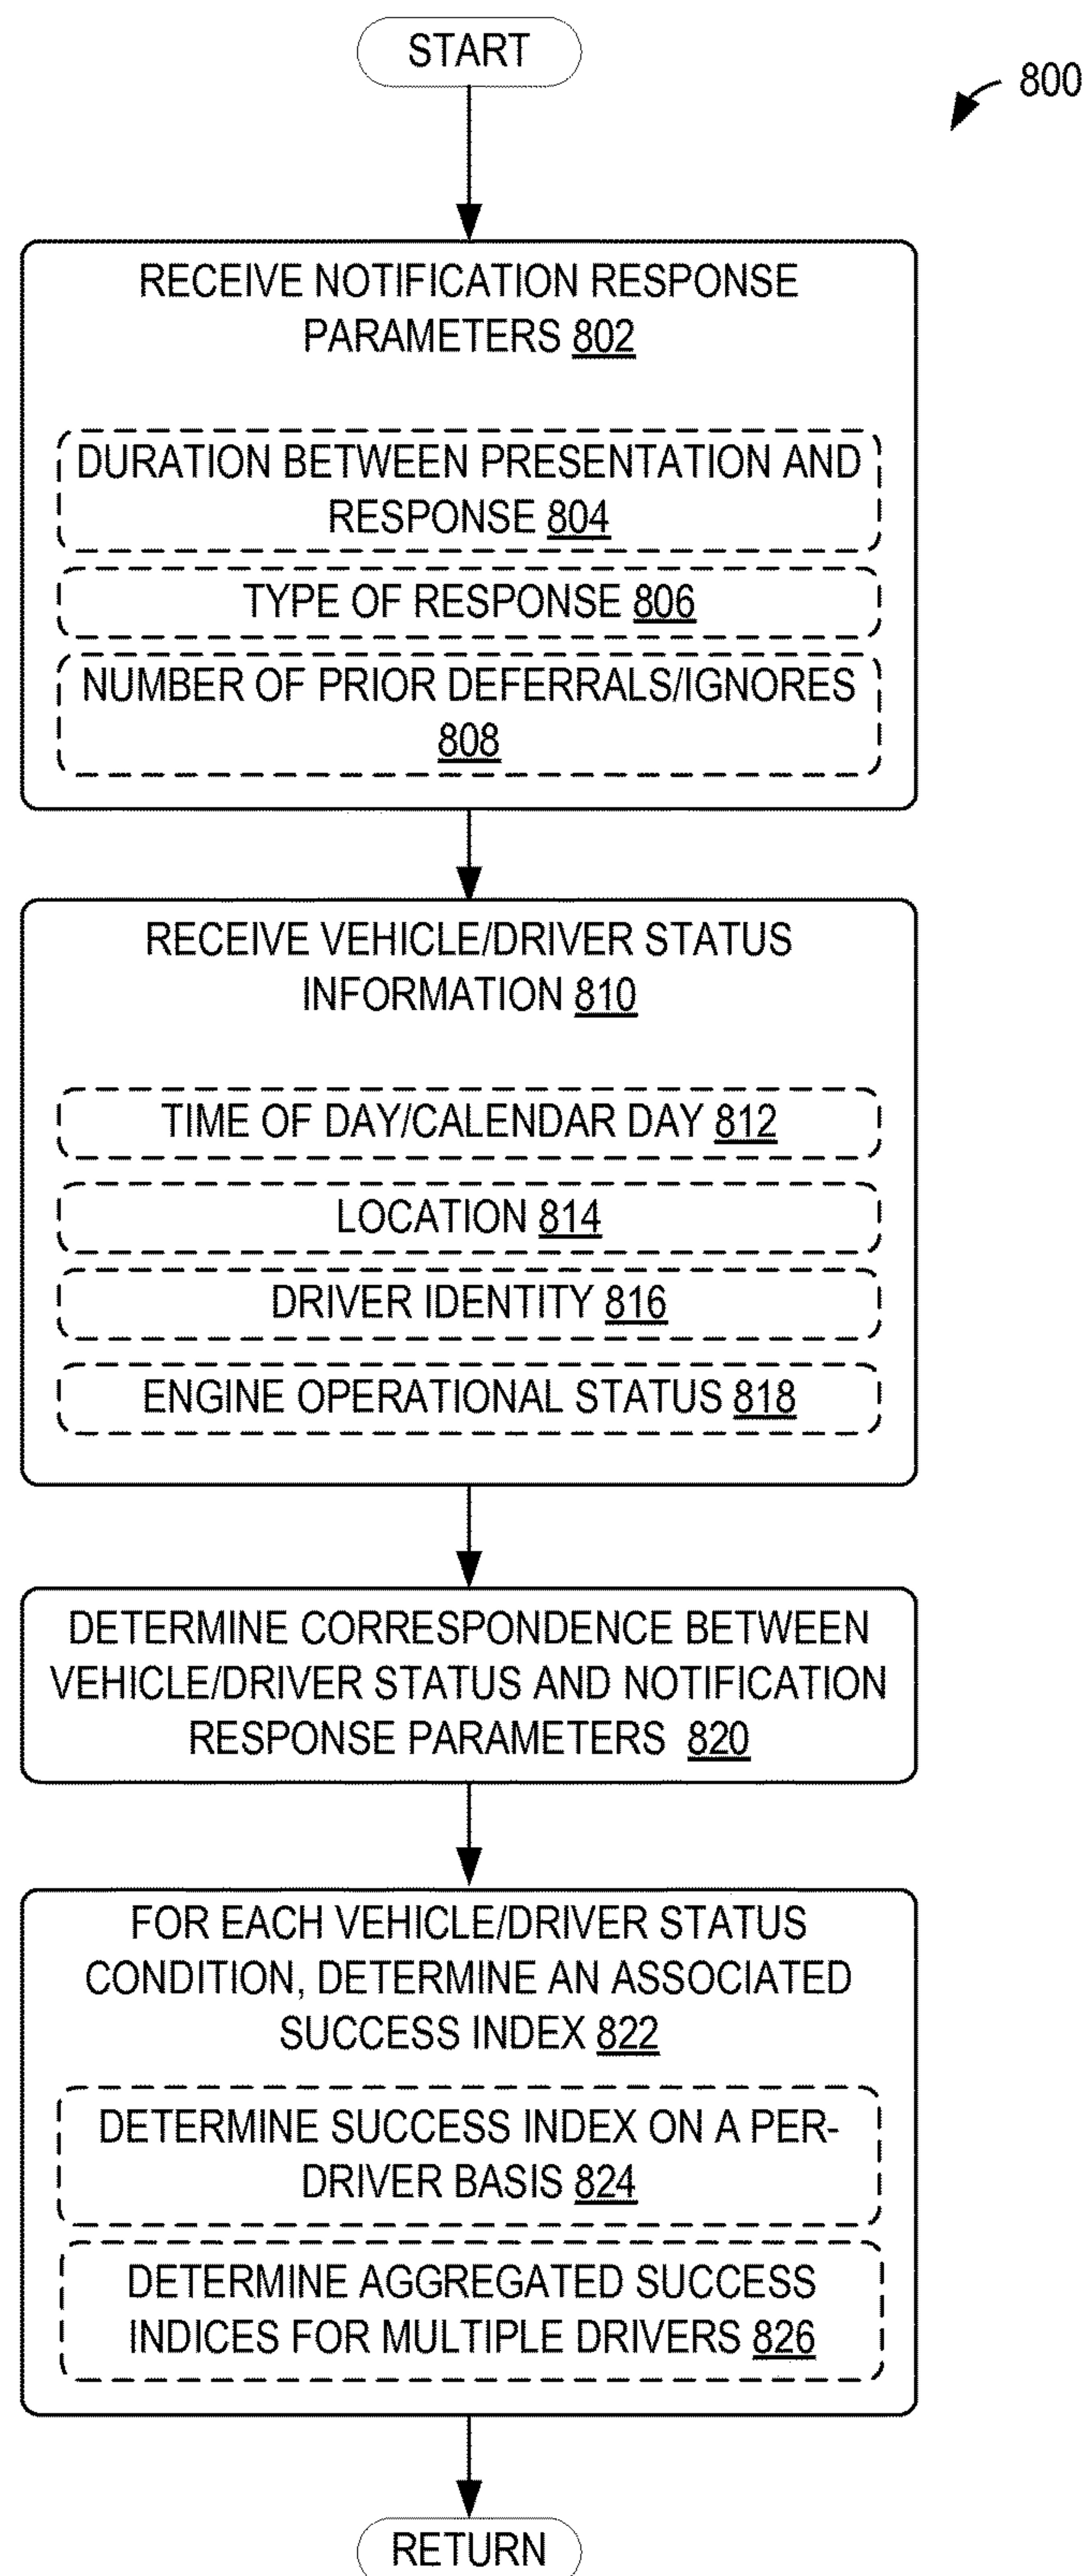 START
800
RECEIVE NOTIFICATION RESPONSE
PARAMETERS 802
DURATION BETWEEN PRESENTATION AND
RESPONSE 804
TYPE OF RESPONSE 806
NUMBER OF PRIOR DEFERRALS/IGNORES
808
RECEIVE VEHICLE/DRIVER STATUS
INFORMATION 810
TIME OF DAY/CALENDAR DAY 812
LOCATION 814
DRIVER IDENTITY 816
ENGINE OPERATIONAL STATUS 818
DETERMINE CORRESPONDENCE BETWEEN
VEHICLE/DRIVER STATUS AND NOTIFICATION
RESPONSE PARAMETERS 820
FOR EACH VEHICLE/DRIVER STATUS
CONDITION, DETERMINE AN ASSOCIATED
SUCCESS INDEX 822
DETERMINE SUCCESS INDEX ON A PER-
DRIVER BASIS 824
DETERMINE AGGREGATED SUCCESS
INDICES FOR MULTIPLE DRIVERS 826
RETURN